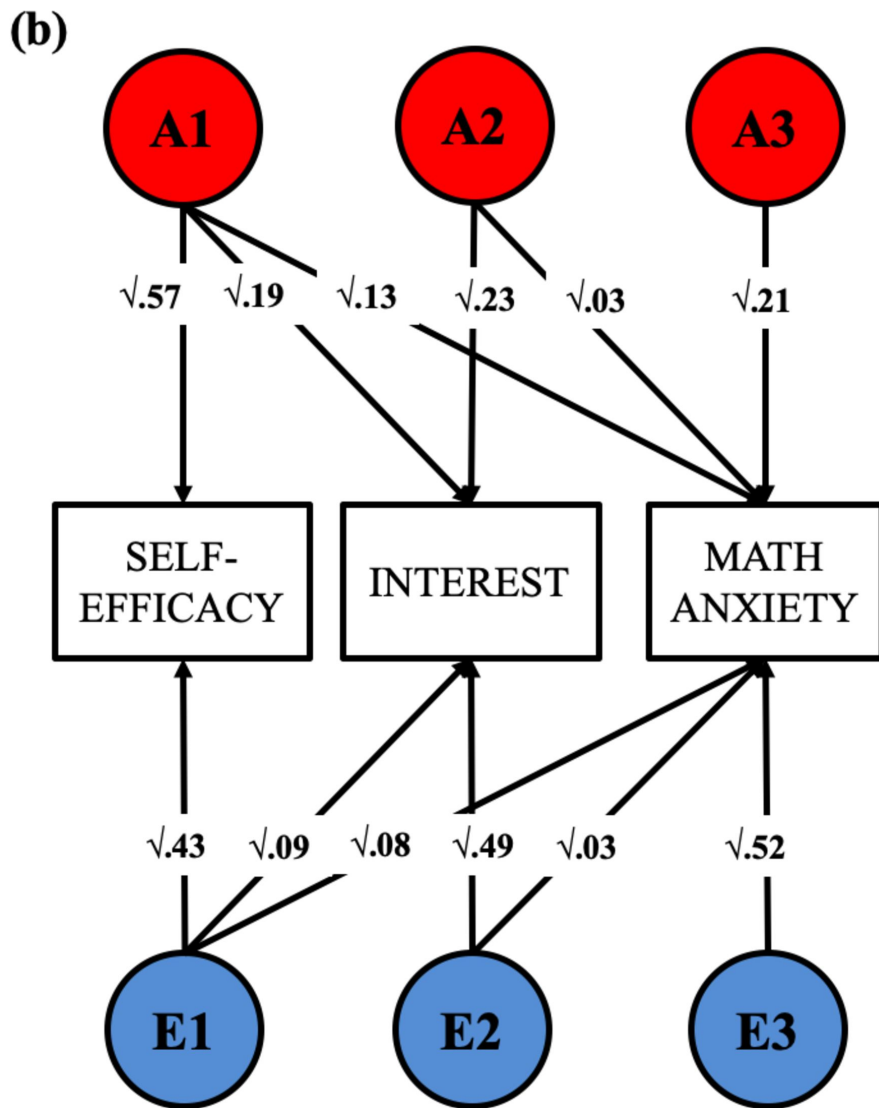 (b)
A1 A2 A3
√.57 √.19 √.13 √.23 √.03 √.21
SELF-
EFFICACY
INTEREST
MATH
ANXIETY
√.43 √.09 √.08 √.49 √.03 √.52
E1 E2 E3